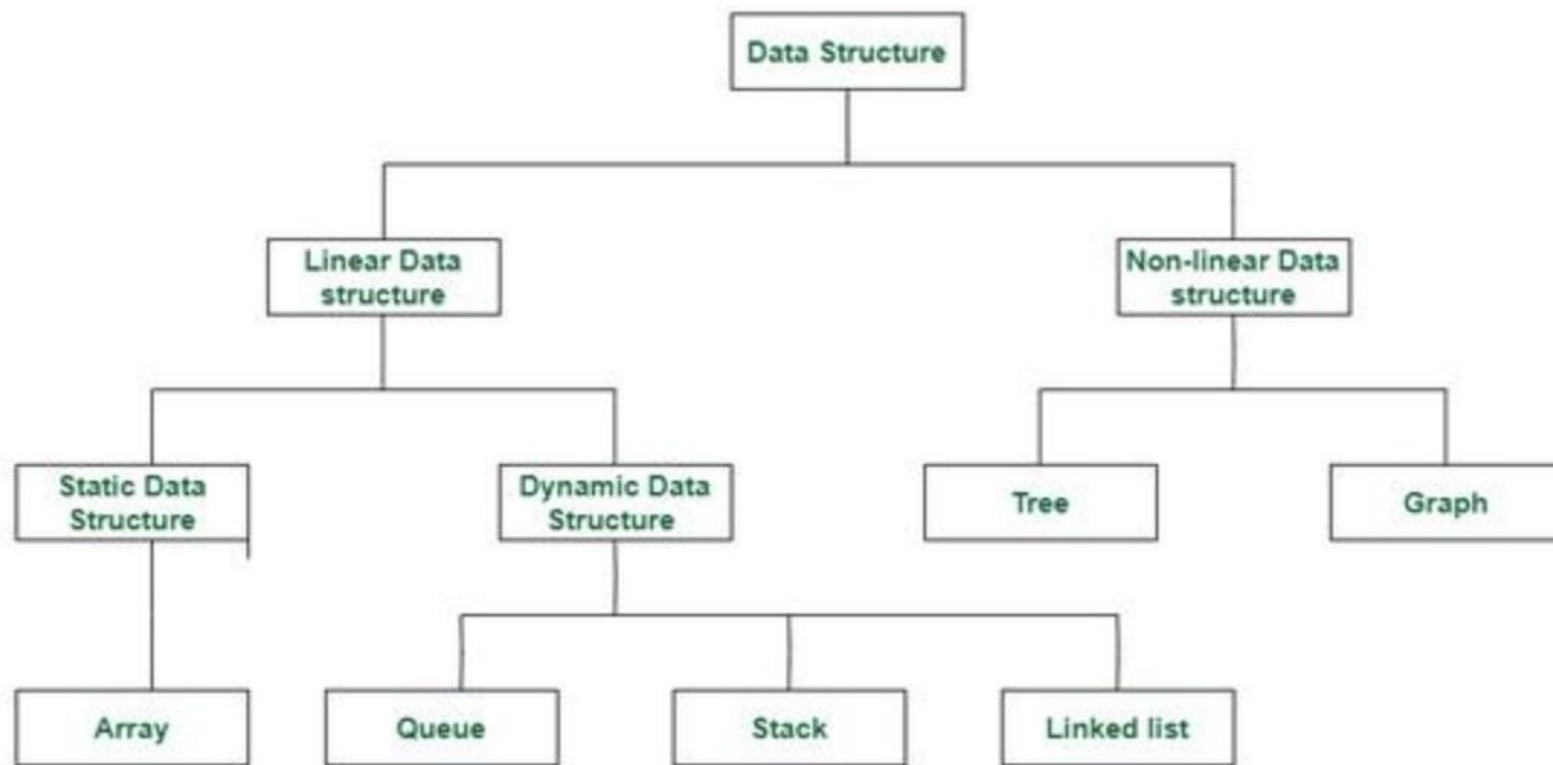 Data Structure
Linear Data
structure
Non-linear Data
structure
Static Data
Structure
Dynamic Data
Structure
Tree
Graph
Array
Queue
Stack
Linked list